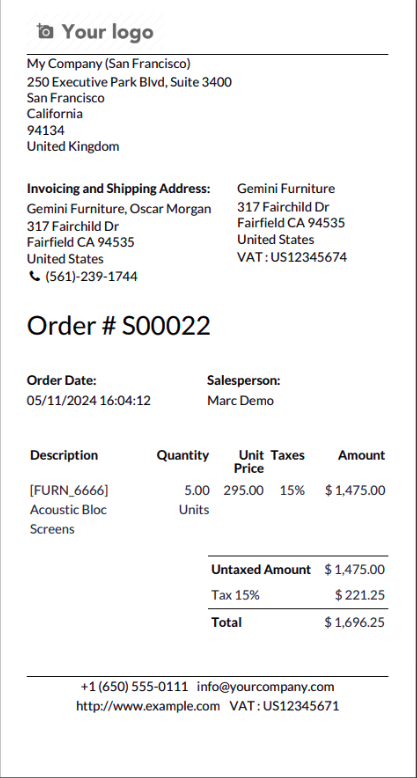 Your logo
My Company (San Francisco)
250 Executive Park Blvd, Suite 3400
San Francisco
California
94134
United Kingdom
Invoicing and Shipping Address:
Gemini Furniture, Oscar Morgan
317 Fairchild Dr
Fairfield CA 94535
United States
(561)-239-1744
Gemini Furniture
317 Fairchild Dr
Fairfield CA 94535
United States
VAT : US12345674
Order # S00022
Order Date: Salesperson:
05/11/2024 16:04:12 Marc Demo
Description Quantity Unit Price Taxes Amount
[FURN_6666] 5.00 295.00 15% $ 1,475.00
Acoustic Bloc Units
Screens
Untaxed Amount $ 1,475.00
Tax 15% $ 221.25
Total $ 1,696.25
+1 (650) 555-0111 info@yourcompany.com
http://www.example.com VAT : US12345671